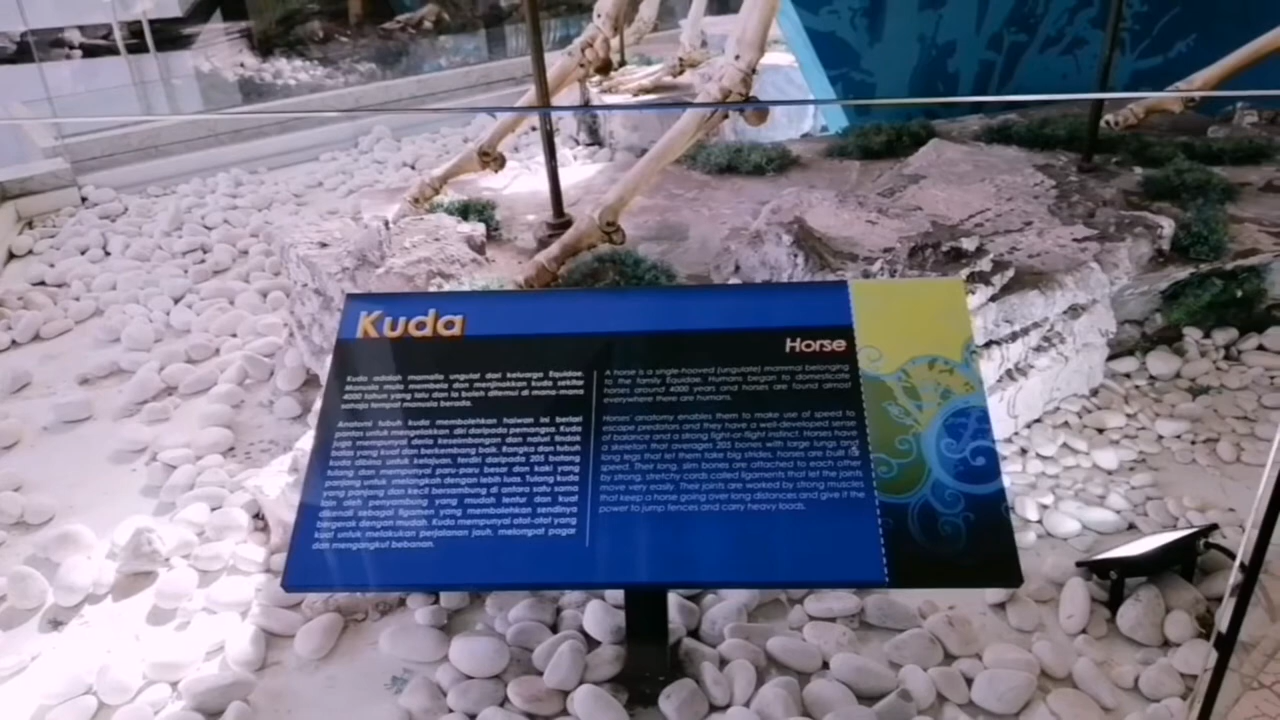 Kuda
Horse
Kuda adalah mamalia ungulat dari keluarga Equidae.
Manusia mula membela dan menjinakkan kuda sekitar
4000 tahun yang lalu dan ia boleh ditemui di mana-mana
sahaja tempat manusia berada.
Anatomi tubuh kuda membolehkan haiwan ini berlari
pantas untuk menyelamatkan diri daripada pemangsa. Kuda
juga mempunyai deria keseimbangan dan naluri tindak
balas yang kuat dan berkembang baik. Rangka dan tubuh
kuda dibina untuk kelajuan, terdiri daripada 205 batang
tulang dan mempunyai paru-paru besar dan kaki yang
panjang untuk melangkah dengan lebih luas. Tulang kuda
yang panjang dan kecil bersambung di antara satu sama
lain oleh penyambung yang mudah lentur dan kuat
dikenali sebagai ligamen yang membolehkan sendinya
bergerak dengan mudah. Kuda mempunyai otot-otot yang
kuat untuk melakukan perjalanan jauh, melompat pagar
dan mengangkut bebanan.
A horse is a single-hooved (ungulate) mammal belonging
to the family Equidae. Humans began to domesticate
horses around 4000 years and horses are found almost
everywhere there are humans.
Horses' anatomy enables them to make use of speed to
escape predators and they have a well-developed sense
of balance and a strong fight-or-flight instinct. Horses have
a skeleton that averages 205 bones with large lungs and
long legs that let them take big strides, horses are built for
speed. Their long, slim bones are attached to each other
by strong, stretchy cords called ligaments that let the joints
move very easily. Their joints are worked by strong muscles
that keep a horse going over long distances and give it the
power to jump fences and carry heavy loads.